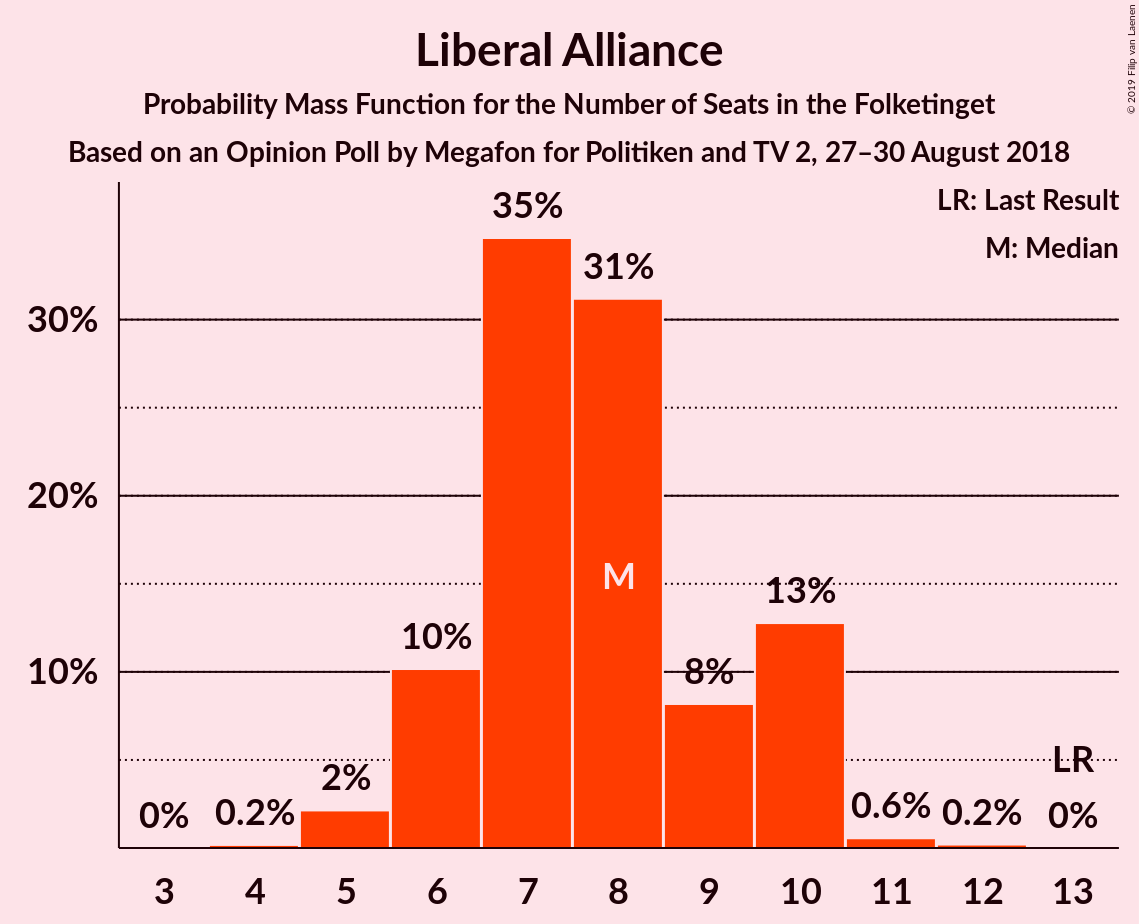 Liberal Alliance
Probability Mass Function for the Number of Seats in the Folketinget
Based on an Opinion Poll by Megafon for Politiken and TV 2, 27–30 August 2018
© 2019 Filip van Laenen
LR: Last Result
M: Median
30%
20%
10%
0%
0.2%
2%
10%
35%
31%
M
8%
13%
0.6%
0.2%
LR
0%
3 4 5 6 7 8 9 10 11 12 13